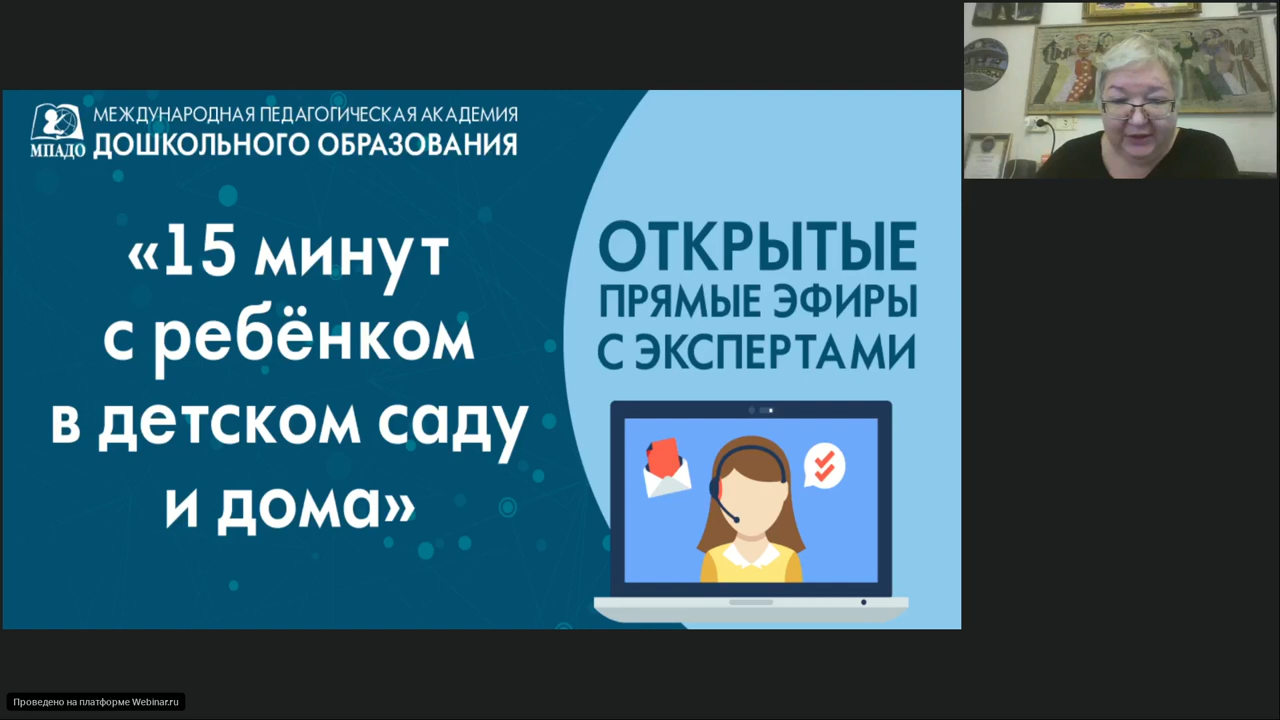 МЕЖДУНАРОДНАЯ ПЕДАГОГИЧЕСКАЯ АКАДЕМИЯ
МПАДО ДОШКОЛЬНОГО ОБРАЗОВАНИЯ
«15 минут
с ребёнком
в детском саду
и дома»
ОТКРЫТЫЕ
ПРЯМЫЕ ЭФИРЫ
С ЭКСПЕРТАМИ
Проведено на платформе Webinar.ru